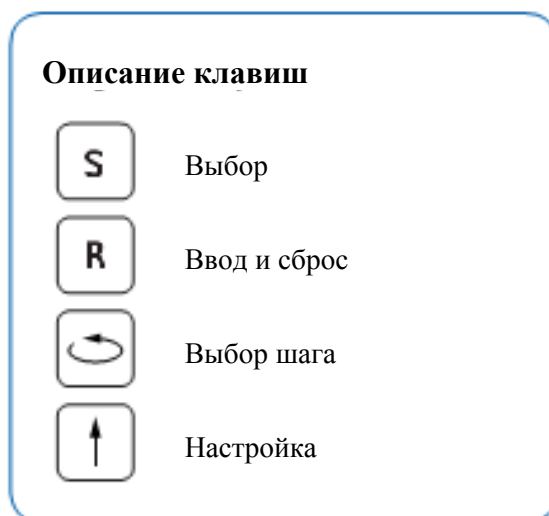 Описание клавиш
S Выбор
R Ввод и сброс
Выбор шага
Настройка